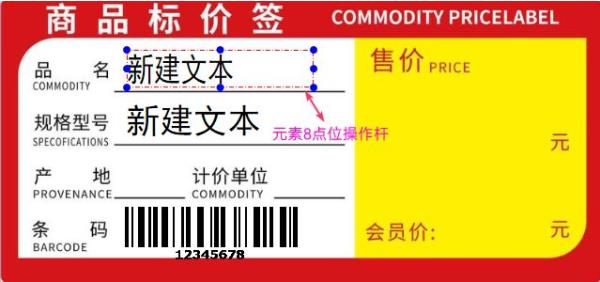 商品标价签 COMMODITY PRICELABEL
品 名 新建文本
COMMODITY
售价 PRICE
规格型号 新建文本
SPECOFICATIONS
元素8点位操作杆
元
产 地 计价单位
PROVENANCE COMMODITY
条 码
BARCODE
12345678
会员价: 元